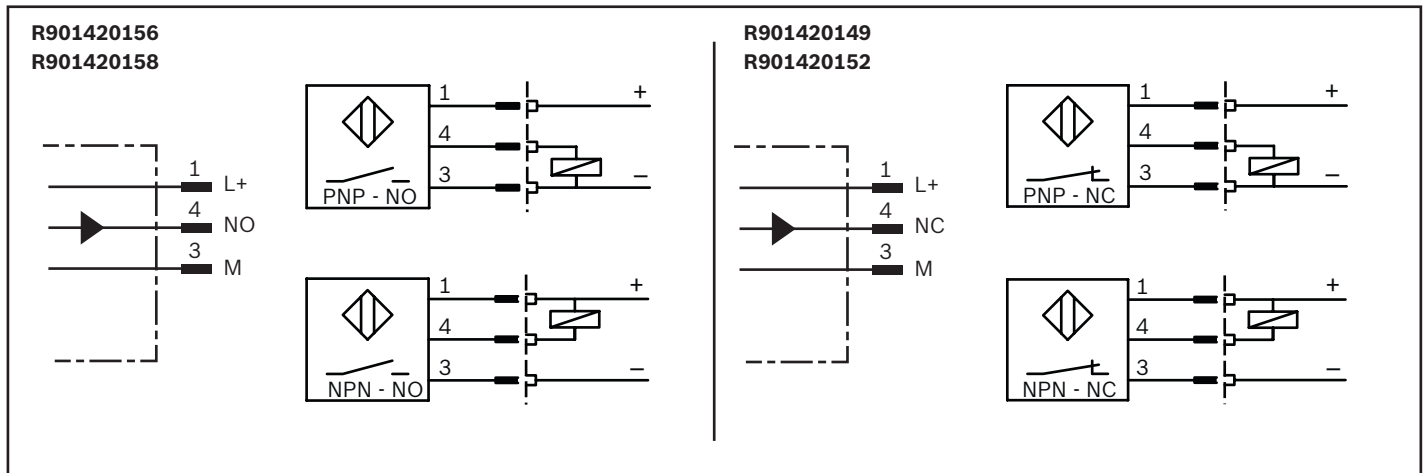 R901420156
R901420158
1 L+
4 NO
3 M
1 +
4
3 –
PNP - NO
1 +
4
3 –
NPN - NO
R901420149
R901420152
1 L+
4 NC
3 M
1 +
4
3 –
PNP - NC
1 +
4
3 –
NPN - NC